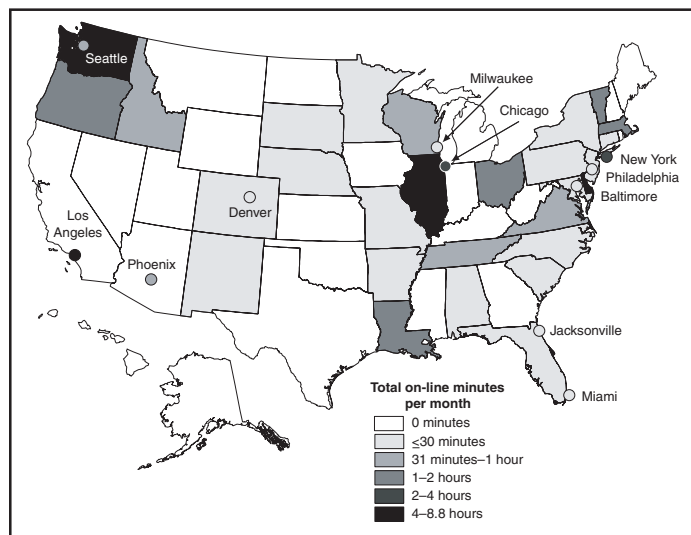 Seattle
Milwaukee
Chicago
New York
Philadelphia
Baltimore
Denver
Los
Angeles
Phoenix
Jacksonville
Miami
Total on-line minutes
per month
0 minutes
≤30 minutes
31 minutes–1 hour
1–2 hours
2–4 hours
4–8.8 hours